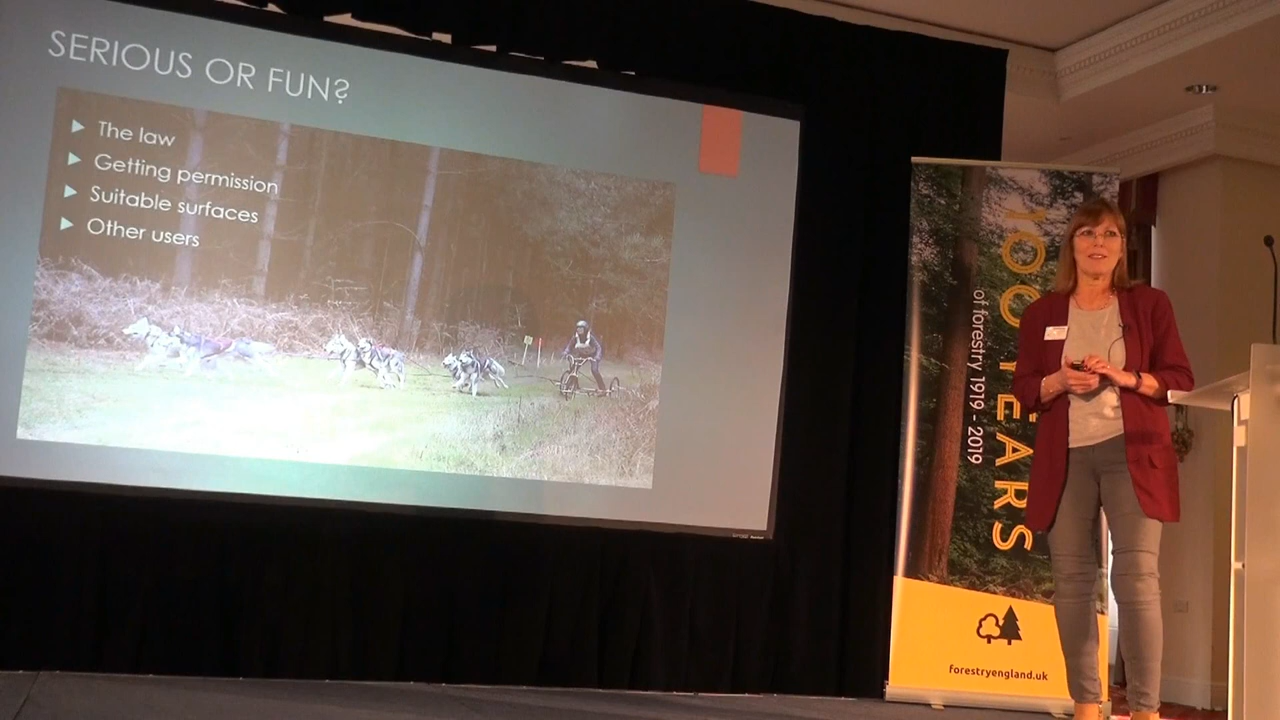 SERIOUS OR FUN?
The law
Getting permission
Suitable surfaces
Other users
100 YEARS
of forestry 1919 - 2019
forestryengland.uk